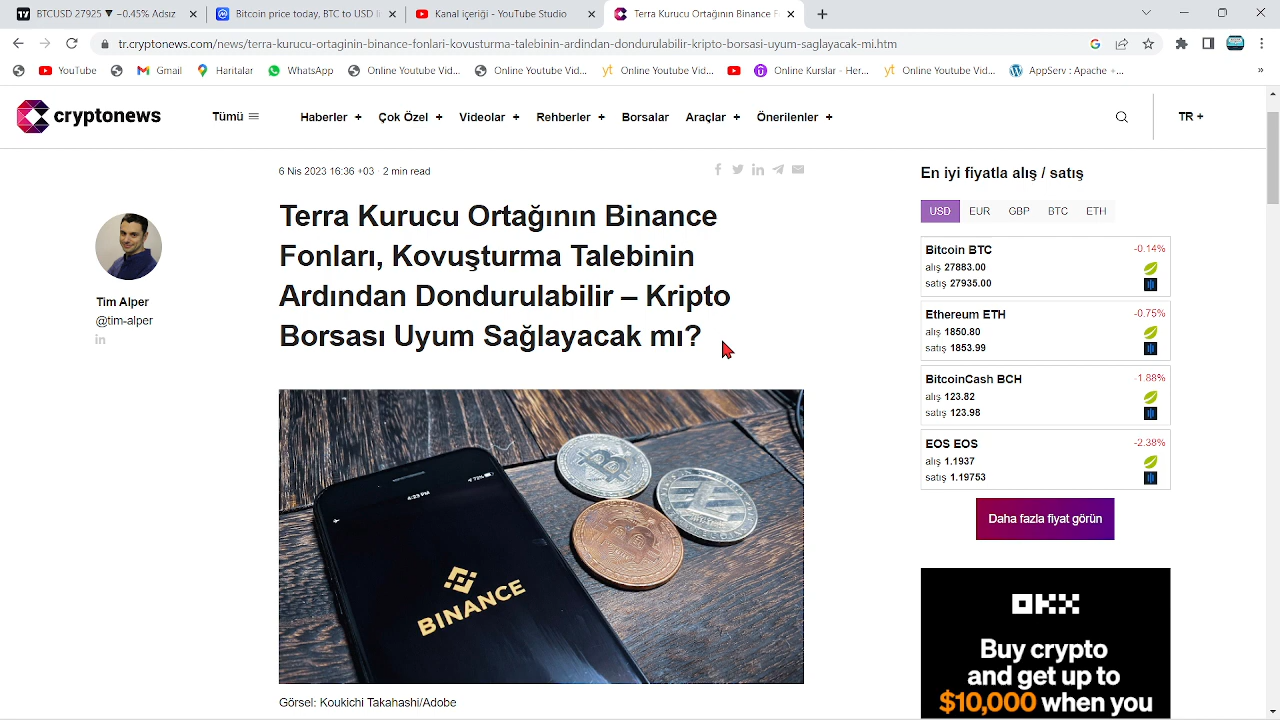 BTCUSD 27925 ▼ −0.45% Adsız
Bitcoin price today, BTC to USD li
Kanal içeriği - YouTube Studio
Terra Kurucu Ortağının Binance F
tr.cryptonews.com/news/terra-kurucu-ortaginin-binance-fonlari-kovusturma-talebinin-ardindan-dondurulabilir-kripto-borsasi-uyum-saglayacak-mi.htm
YouTube
Gmail
Haritalar
WhatsApp
Online Youtube Vid...
Online Youtube Vid...
Online Youtube Vid...
Online Kurslar - Her...
Online Youtube Vid...
AppServ : Apache +...
»
cryptonews
Tümü
Haberler +
Çok Özel +
Videolar +
Rehberler +
Borsalar
Araçlar +
Önerilenler +
TR +
6 Nis 2023 16:36 +03 2 min read
Tim Alper
@tim-alper
in
Terra Kurucu Ortağının Binance
Fonları, Kovuşturma Talebinin
Ardından Dondurulabilir – Kripto
Borsası Uyum Sağlayacak mı?
72%
4:23 PM
BINANCE
Görsel: Koukichi Takahashi/Adobe
En iyi fiyatla alış / satış
USD EUR GBP BTC ETH
Bitcoin BTC -0.14%
alış 27883.00
satış 27935.00
Ethereum ETH -0.75%
alış 1850.80
satış 1853.99
BitcoinCash BCH -1.88%
alış 123.82
satış 123.98
EOS EOS -2.38%
alış 1.1937
satış 1.19753
Daha fazla fiyat görün
OKX
Buy crypto
and get up to
$10,000 when you